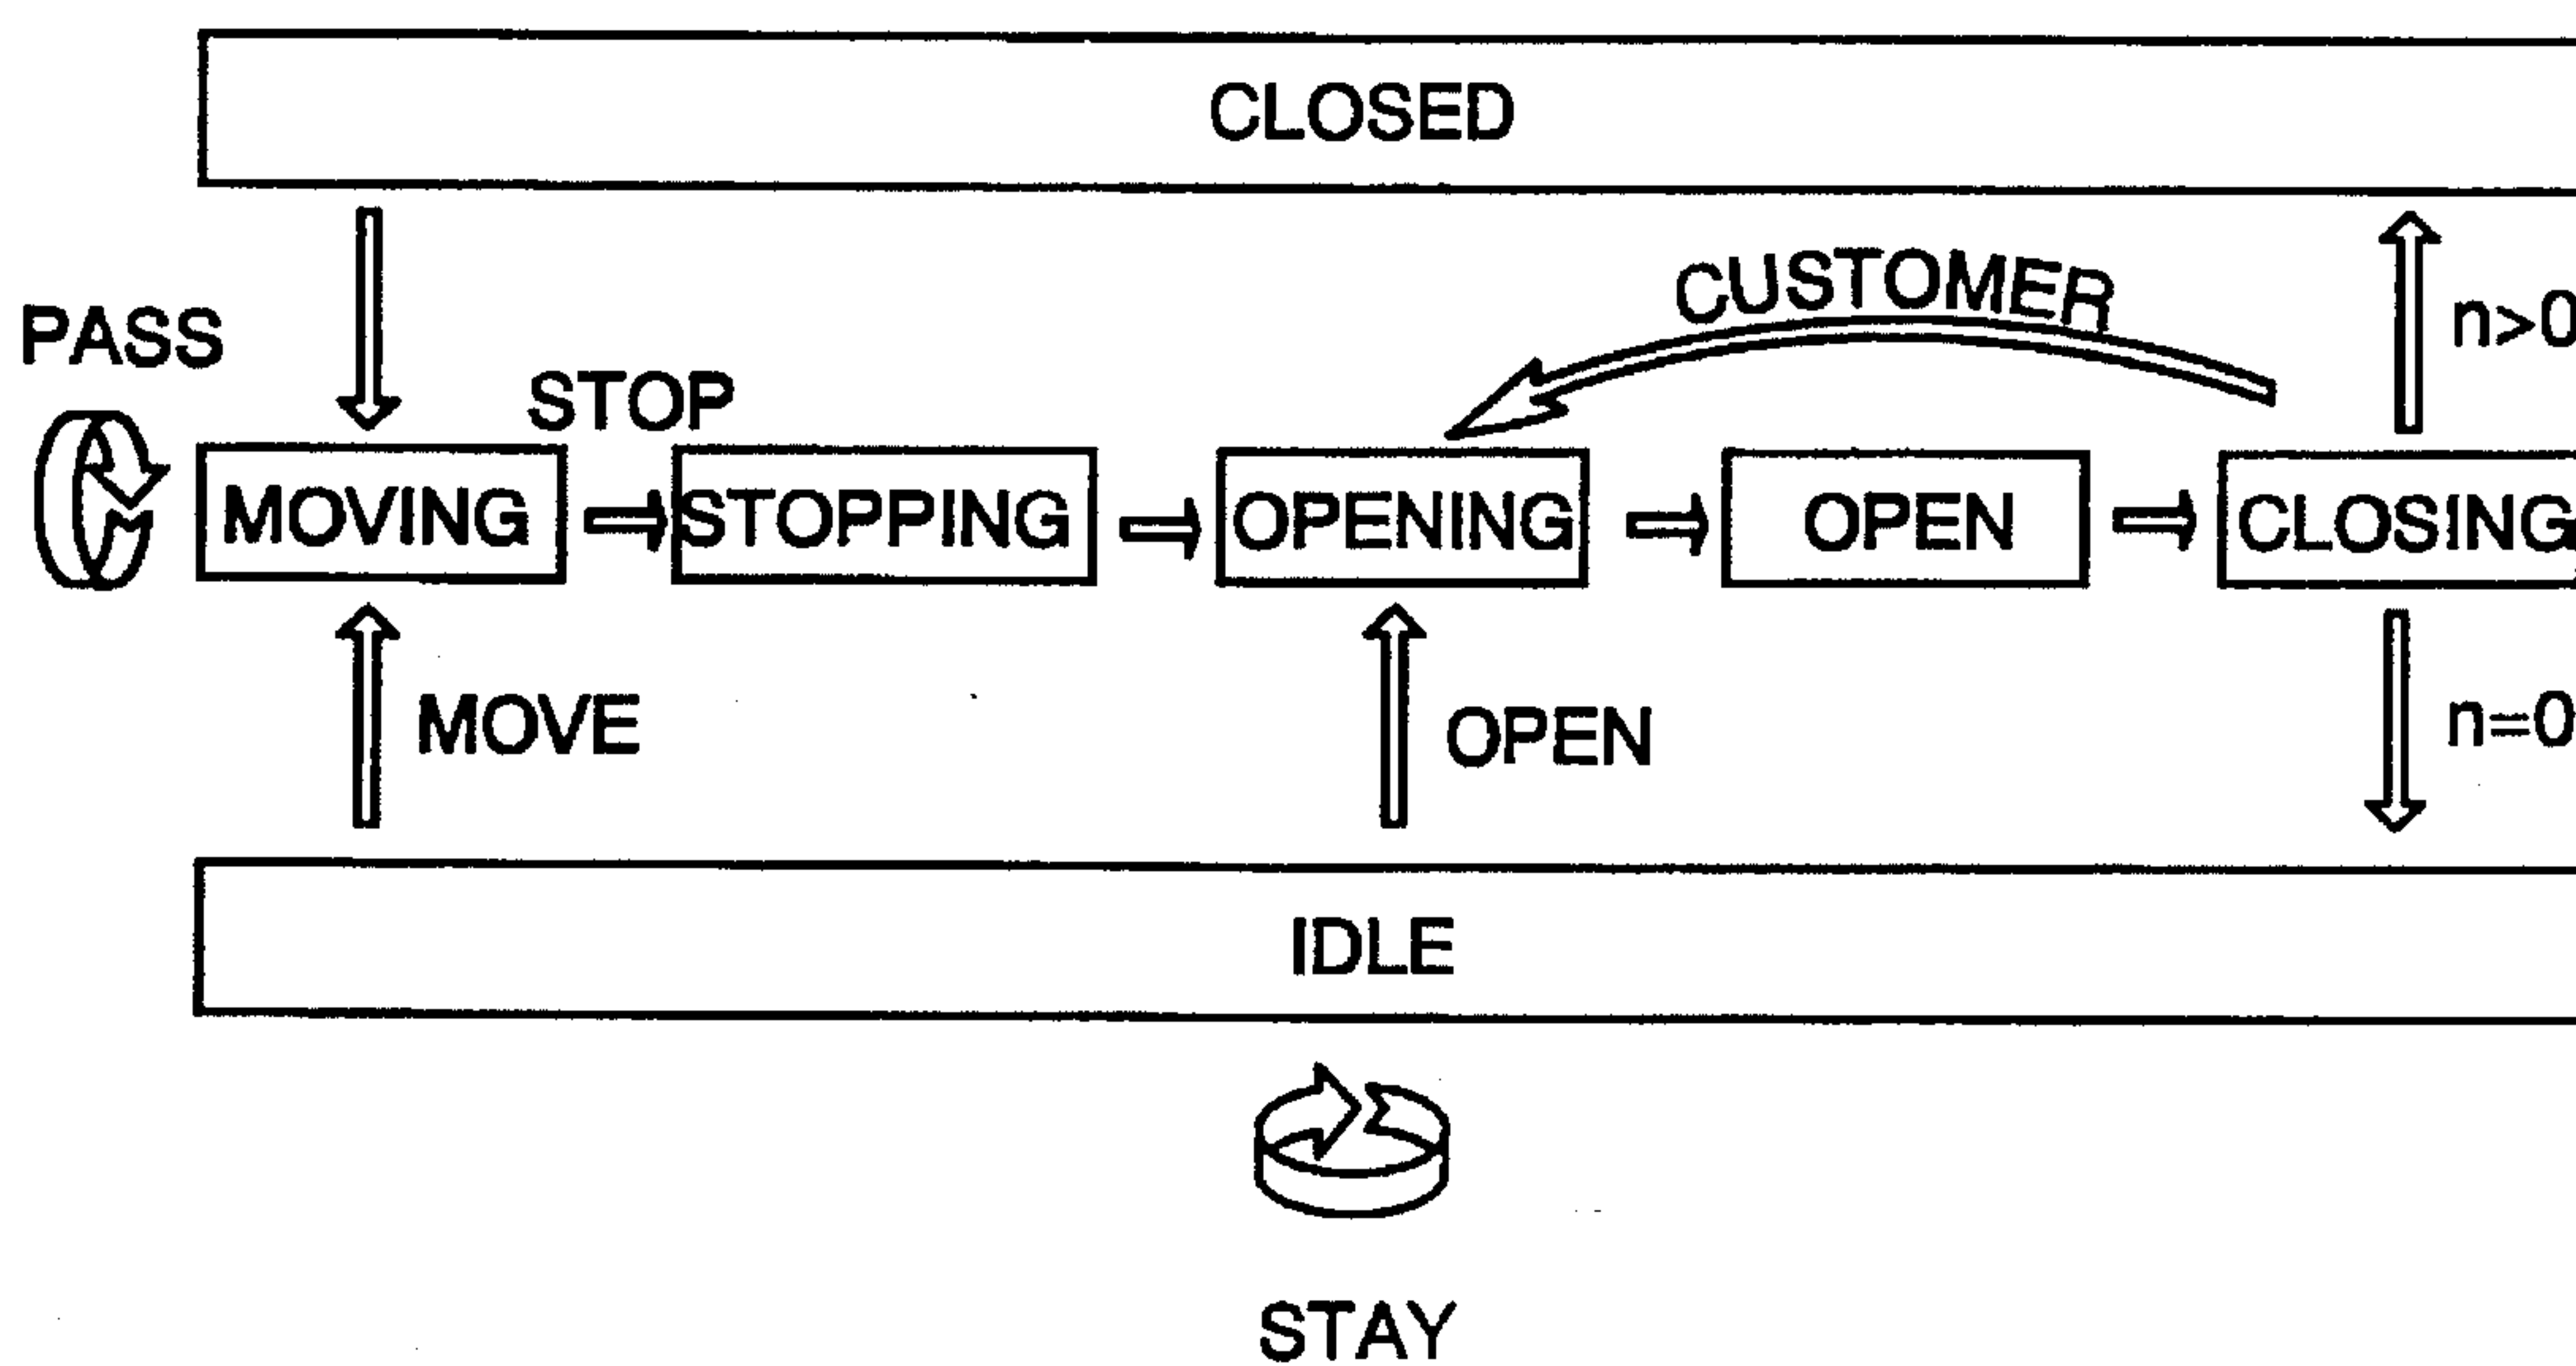 CLOSED
CUSTOMER
n>0
PASS
STOP
MOVING
STOPPING
OPENING
OPEN
CLOSING
MOVE
OPEN
n=0
IDLE
STAY